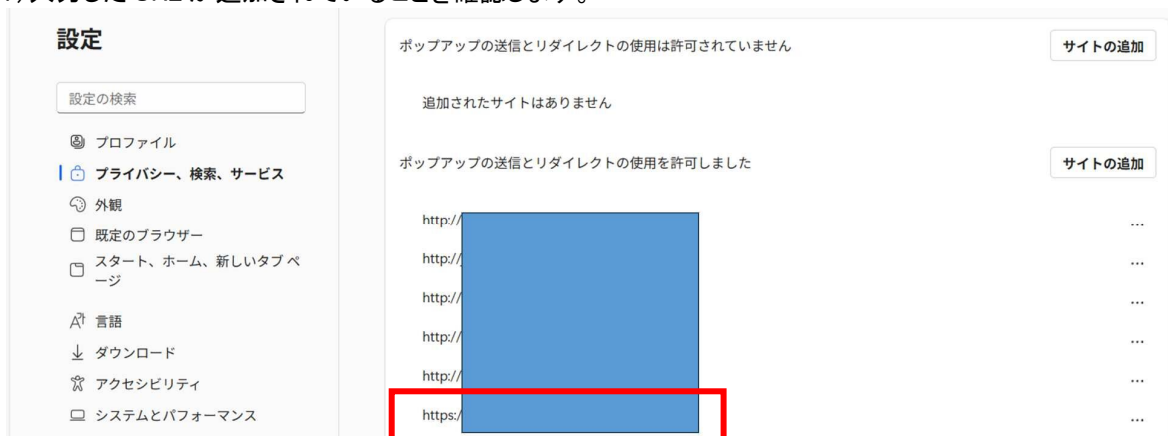 設定
設定の検索
プロファイル
プライバシー、検索、サービス
外観
既定のブラウザー
スタート、ホーム、新しいタブ ペ
ージ
言語
ダウンロード
アクセシビリティ
システムとパフォーマンス
ポップアップの送信とリダイレクトの使用は許可されていません
サイトの追加
追加されたサイトはありません
ポップアップの送信とリダイレクトの使用を許可しました
サイトの追加
http://
http://
http://
http://
http://
https:/